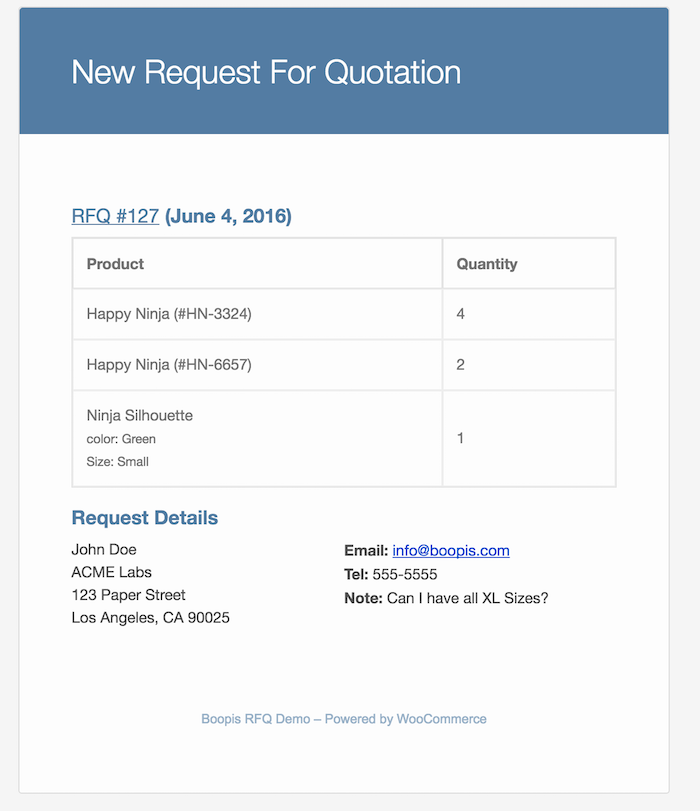 New Request For Quotation
RFQ #127 (June 4, 2016)
Product Quantity
Happy Ninja (#HN-3324) 4
Happy Ninja (#HN-6657) 2
Ninja Silhouette
color: Green
1
Size: Small
Request Details
John Doe
ACME Labs
123 Paper Street
Los Angeles, CA 90025
Email: info@boopis.com
Tel: 555-5555
Note: Can I have all XL Sizes?
Boopis RFQ Demo – Powered by WooCommerce